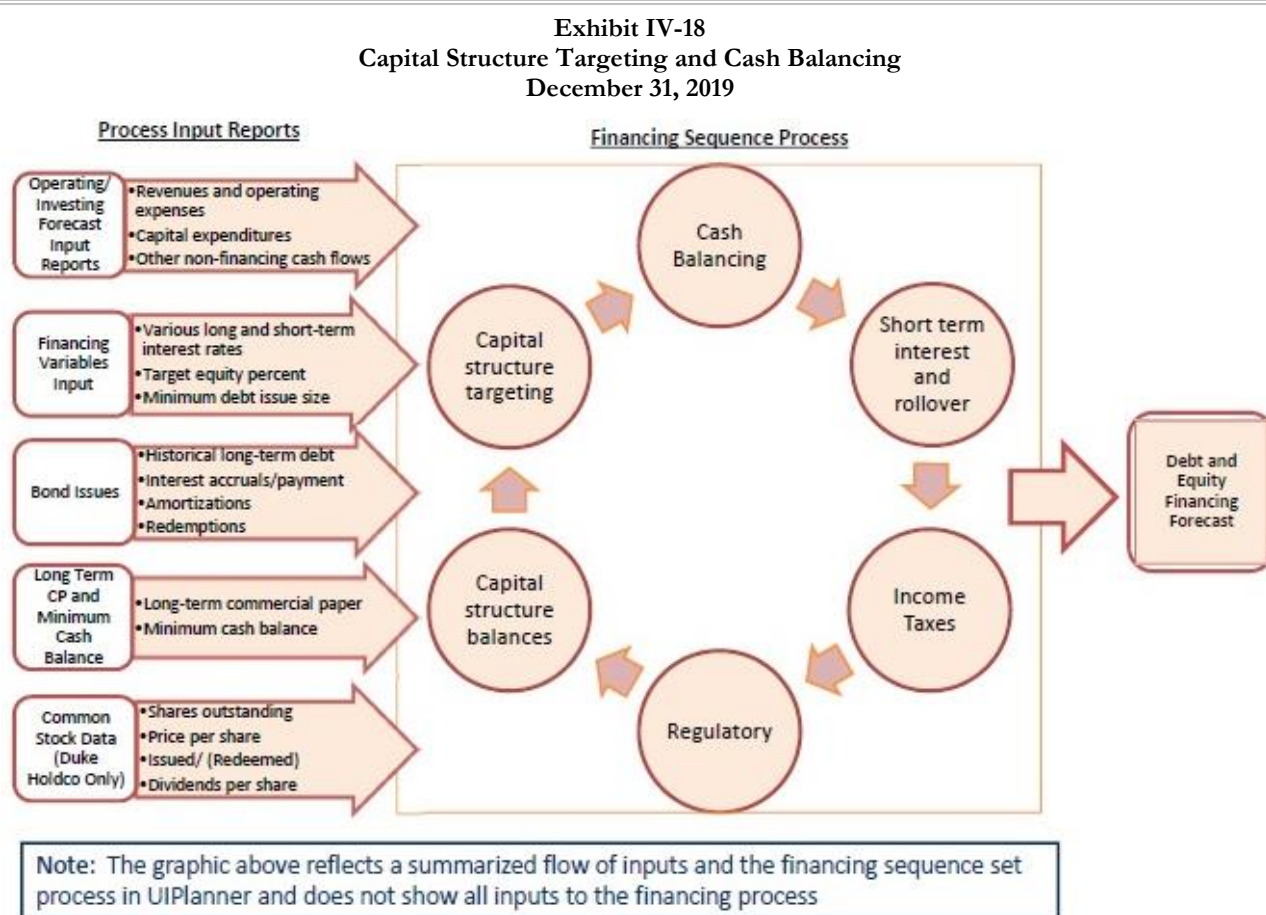 Exhibit IV-18
Capital Structure Targeting and Cash Balancing
December 31, 2019
Process Input Reports
Financing Sequence Process
Operating/
Investing
Forecast
Input
Reports
•Revenues and operating
expenses
•Capital expenditures
•Other non-financing cash flows
Financing
Variables
Input
•Various long and short-term
interest rates
•Target equity percent
•Minimum debt issue size
Bond Issues
•Historical long-term debt
•Interest accruals/payment
•Amortizations
•Redemptions
Long Term
CP and
Minimum
Cash
Balance
•Long-term commercial paper
•Minimum cash balance
Common
Stock Data
(Duke
Holdco Only)
•Shares outstanding
•Price per share
•Issued/ (Redeemed)
•Dividends per share
Cash
Balancing
Short term
interest
and
rollover
Income
Taxes
Regulatory
Capital
structure
balances
Capital
structure
targeting
Debt and
Equity
Financing
Forecast
Note: The graphic above reflects a summarized flow of inputs and the financing sequence set
process in UIPlanner and does not show all inputs to the financing process